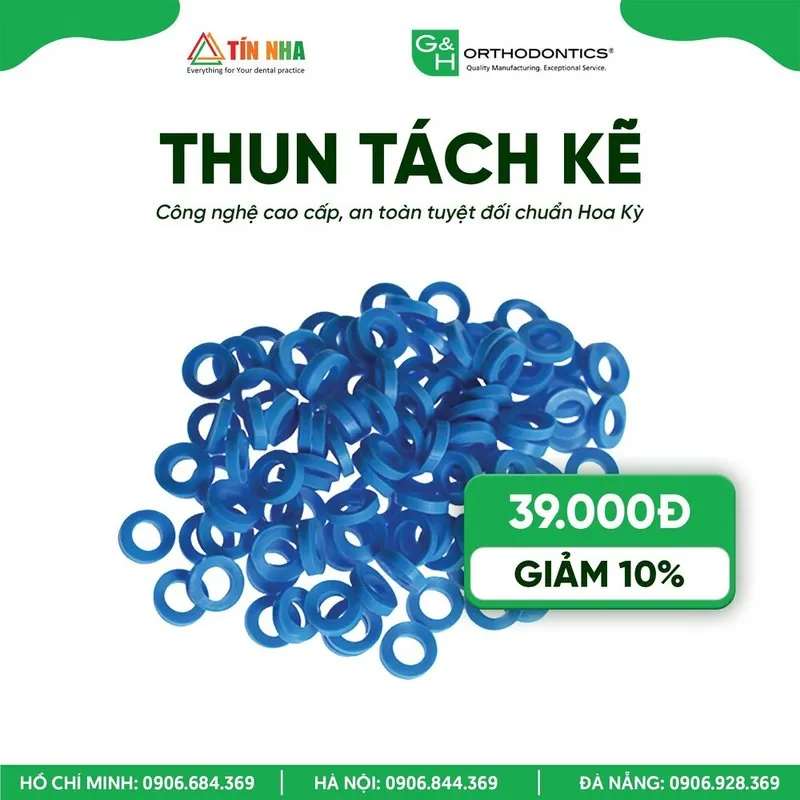 TÍN NHA
Everything for Your dental practice
G&H ORTHODONTICS®
Quality Manufacturing. Exceptional Service.
THUN TÁCH KẼ
Công nghệ cao cấp, an toàn tuyệt đối chuẩn Hoa Kỳ
39.000Đ
GIẢM 10%
HỒ CHÍ MINH: 0906.684.369 | HÀ NỘI: 0906.844.369 | ĐÀ NẴNG: 0906.928.369